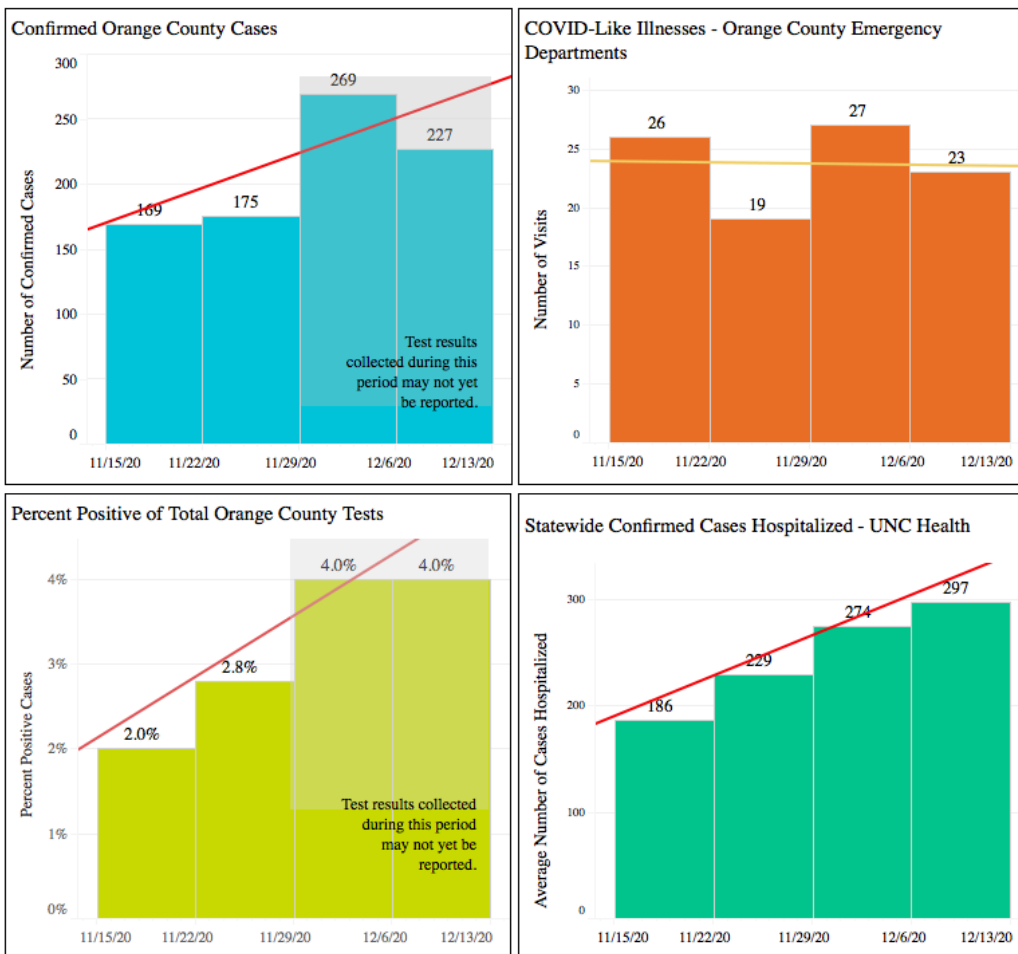 Confirmed Orange County Cases
300
250
200
150
100
50
0
Number of Confirmed Cases
169
175
269
227
Test results
collected during this
period may not yet
be reported.
11/15/20 11/22/20 11/29/20 12/6/20 12/13/20
COVID-Like Illnesses - Orange County Emergency
Departments
30
25
20
15
10
5
0
Number of Visits
26
19
27
23
11/15/20 11/22/20 11/29/20 12/6/20 12/13/20
Percent Positive of Total Orange County Tests
4%
3%
2%
1%
0%
Percent Positive Cases
2.0%
2.8%
4.0%
4.0%
Test results collected
during this period
may not yet be
reported.
11/15/20 11/22/20 11/29/20 12/6/20 12/13/20
Statewide Confirmed Cases Hospitalized - UNC Health
300
200
100
0
Average Number of Cases Hospitalized
186
229
274
297
11/15/20 11/22/20 11/29/20 12/6/20 12/13/20